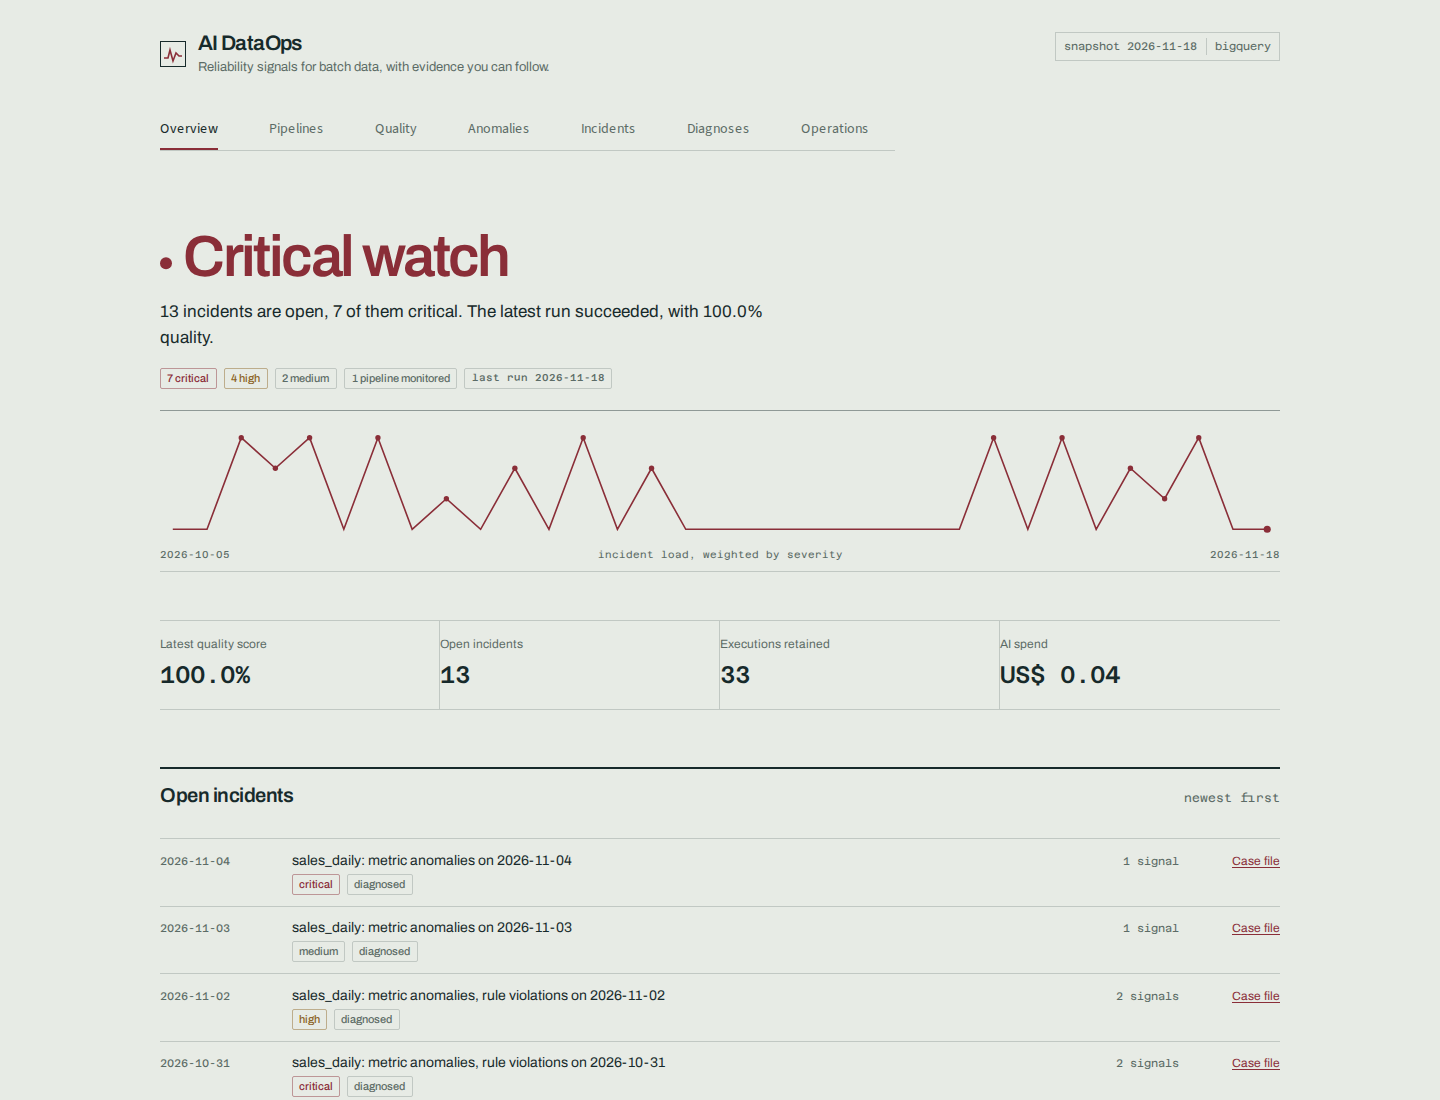 AI DataOps
Reliability signals for batch data, with evidence you can follow.
snapshot 2026-11-18 bigquery
Overview Pipelines Quality Anomalies Incidents Diagnoses Operations
Critical watch
13 incidents are open, 7 of them critical. The latest run succeeded, with 100.0%
quality.
7 critical 4 high 2 medium 1 pipeline monitored last run 2026-11-18
2026-10-05 incident load, weighted by severity 2026-11-18
Latest quality score Open incidents Executions retained AI spend
100.0% 13 33 US$ 0.04
Open incidents newest first
2026-11-04 sales_daily: metric anomalies on 2026-11-04 1 signal Case file
critical diagnosed
2026-11-03 sales_daily: metric anomalies on 2026-11-03 1 signal Case file
medium diagnosed
2026-11-02 sales_daily: metric anomalies, rule violations on 2026-11-02 2 signals Case file
high diagnosed
2026-10-31 sales_daily: metric anomalies, rule violations on 2026-10-31 2 signals Case file
critical diagnosed